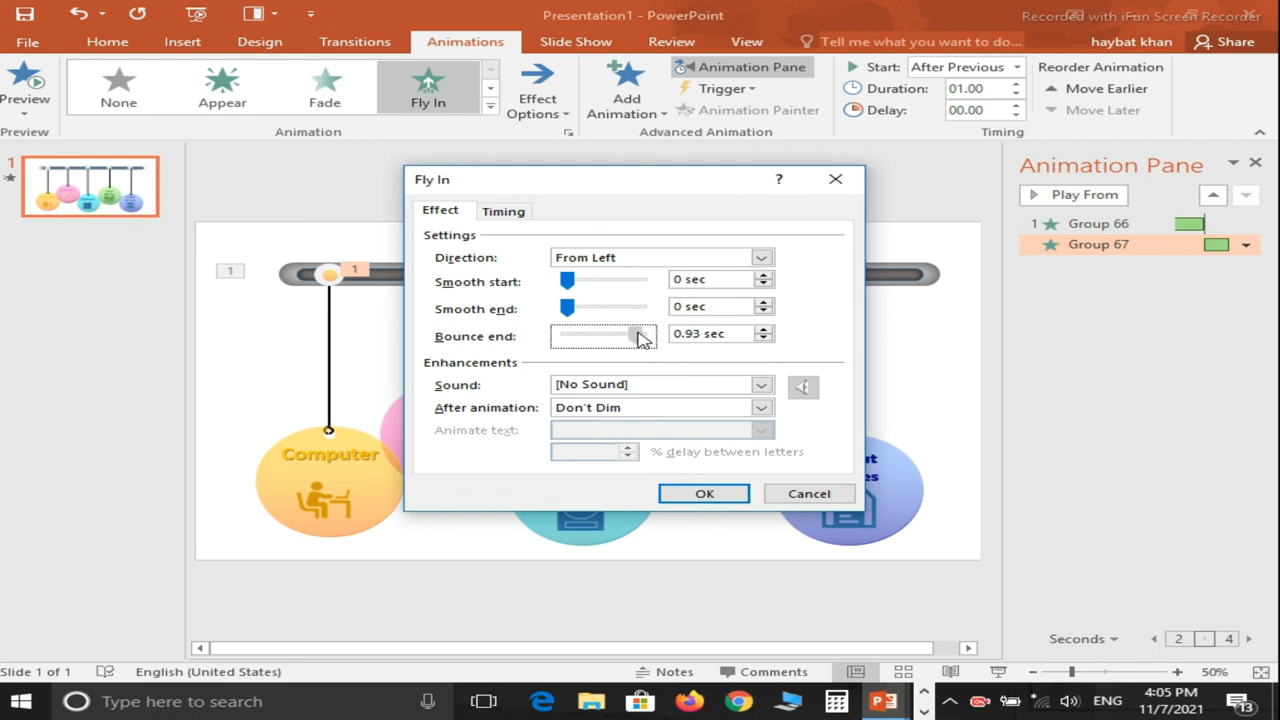 Presentation1 - PowerPoint
Recorded with iFun Screen Recorder
File Home Insert Design Transitions Animations Slide Show Review View Tell me what you want to do... haybat khan Share
Preview
None
Appear
Fade
Fly In
Effect Options
Add Animation
Animation Pane
Trigger
Animation Painter
Start: After Previous
Duration: 01.00
Delay: 00.00
Reorder Animation
Move Earlier
Move Later
Preview
Animation
Advanced Animation
Timing
1
1
1
Computer
Fly In
?
Effect Timing
Settings
Direction: From Left
Smooth start: 0 sec
Smooth end: 0 sec
Bounce end: 0.93 sec
Enhancements
Sound: [No Sound]
After animation: Don't Dim
Animate text:
% delay between letters
OK Cancel
Animation Pane
Play From
1 Group 66
Group 67
Seconds 2 4
Slide 1 of 1 English (United States) Notes Comments 50%
Type here to search
ENG
4:05 PM
11/7/2021
13